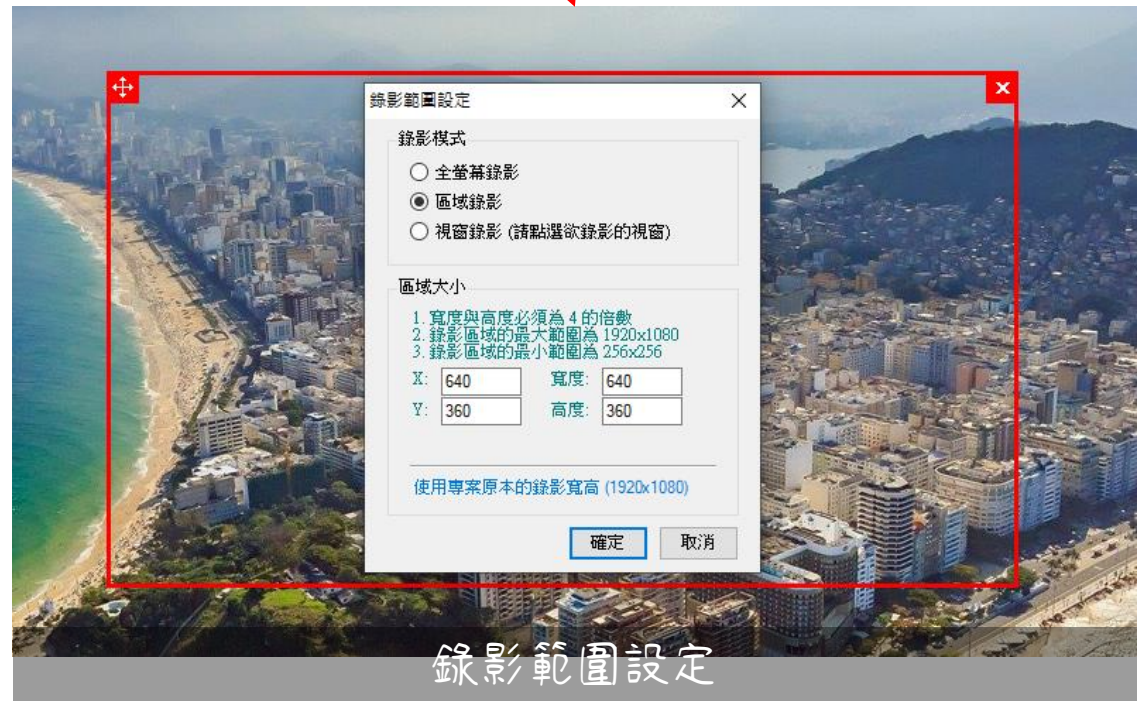 錄影範圍設定
錄影模式
全螢幕錄影
區域錄影
視窗錄影 (請點選欲錄影的視窗)
區域大小
1. 寬度與高度必須為 4 的倍數
2. 錄影區域的最大範圍為 1920x1080
3. 錄影區域的最小範圍為 256x256
X: 640 寬度: 640
Y: 360 高度: 360
使用專案原本的錄影寬高 (1920x1080)
確定 取消
錄影範圍設定